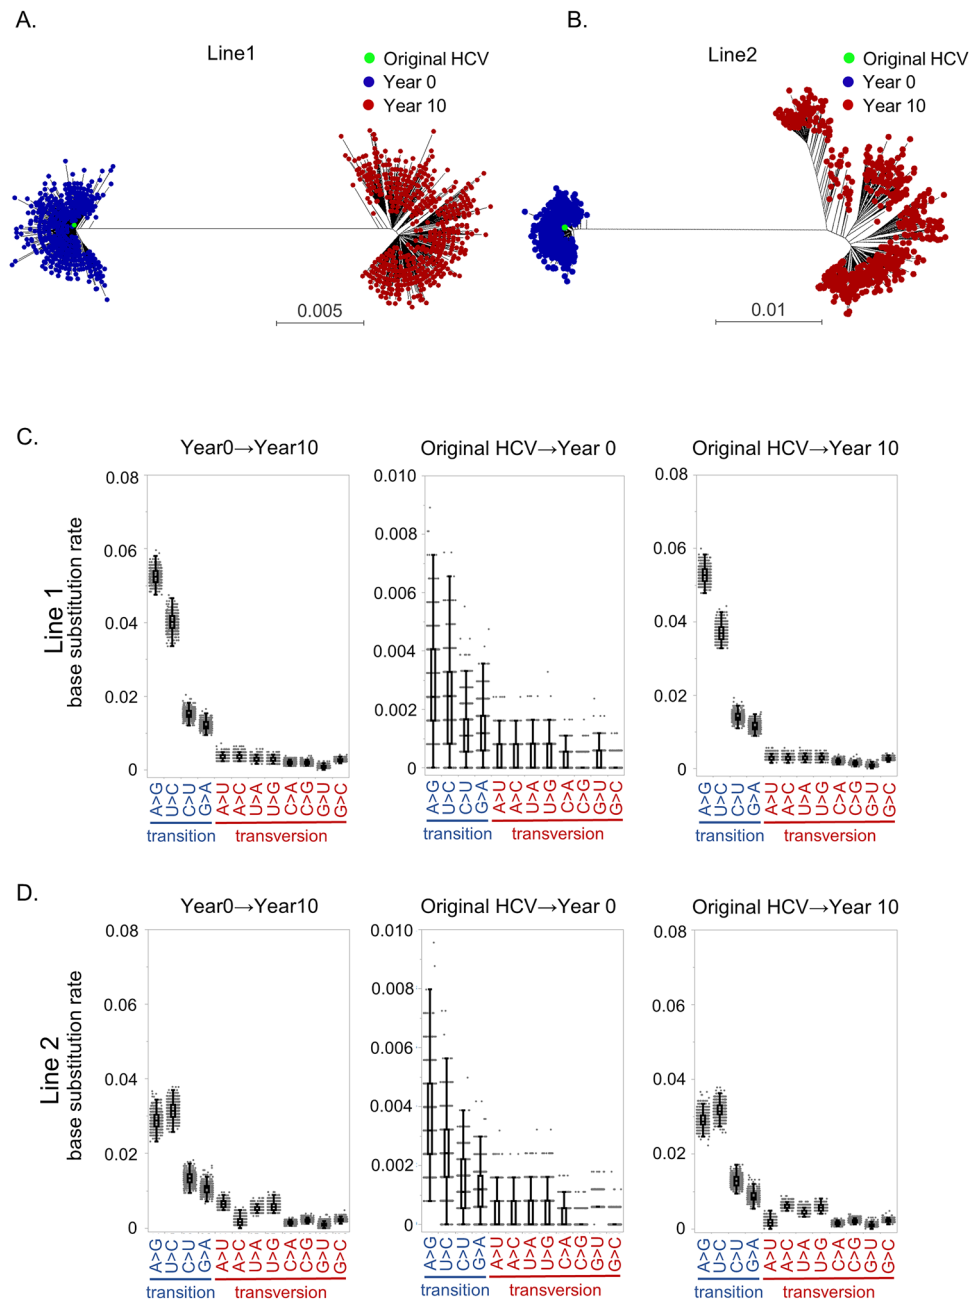 A.
Line1
Original HCV
Year 0
Year 10
0.005
B.
Line2
Original HCV
Year 0
Year 10
0.01
C.
Line 1
base substitution rate
Year0→Year10
0.08
0.06
0.04
0.02
0
A>G U>C C>U G>A A>U A>C U>A U>G C>A C>G G>U G>C
transition transversion
Original HCV→Year 0
0.010
0.008
0.006
0.004
0.002
0
A>G U>C C>U G>A A>U A>C U>A U>G C>A C>G G>U G>C
transition transversion
Original HCV→Year 10
0.08
0.06
0.04
0.02
0
A>G U>C C>U G>A A>U A>C U>A U>G C>A C>G G>U G>C
transition transversion
D.
Line 2
base substitution rate
Year0→Year10
0.08
0.06
0.04
0.02
0
A>G U>C C>U G>A A>U A>C U>A U>G C>A C>G G>U G>C
transition transversion
Original HCV→Year 0
0.010
0.008
0.006
0.004
0.002
0
A>G U>C C>U G>A A>U A>C U>A U>G C>A C>G G>U G>C
transition transversion
Original HCV→Year 10
0.08
0.06
0.04
0.02
0
A>G U>C C>U G>A A>U A>C U>A U>G C>A C>G G>U G>C
transition transversion